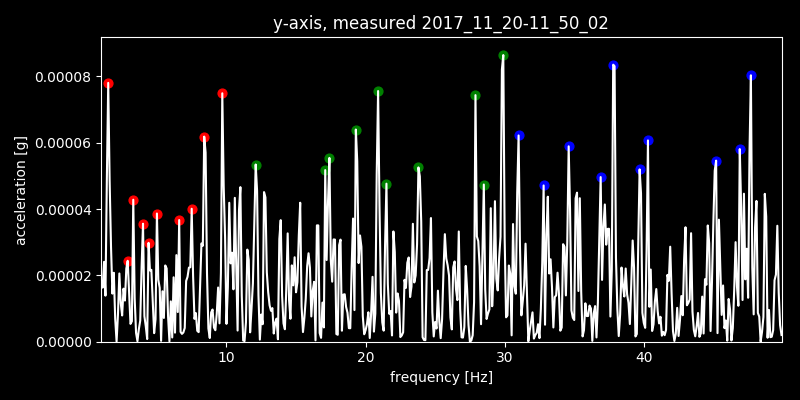 y-axis, measured 2017_11_20-11_50_02
acceleration [g]
0.00008
0.00006
0.00004
0.00002
0.00000
10 20 30 40
frequency [Hz]